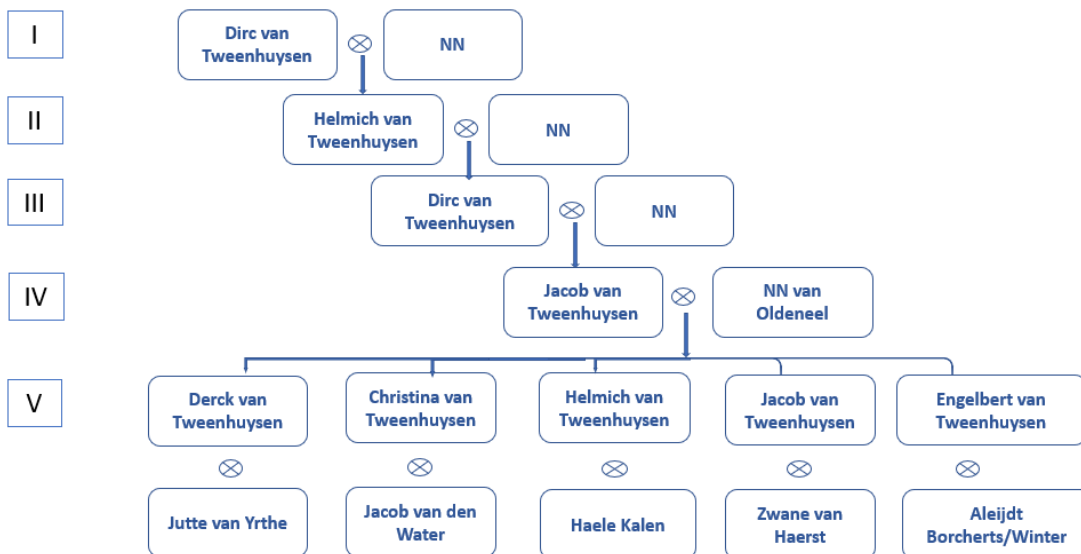 I
Dirc van
Tweenhuysen
NN
II
Helmich van
Tweenhuysen
NN
III
Dirc van
Tweenhuysen
NN
IV
Jacob van
Tweenhuysen
NN van
Oldeneel
V
Derck van
Tweenhuysen
Christina van
Tweenhuysen
Helmich van
Tweenhuysen
Jacob van
Tweenhuysen
Engelbert van
Tweenhuysen
Jutte van Yrthe
Jacob van den
Water
Haele Kalen
Zwane van
Haerst
Aleijdt
Borcherts/Winter